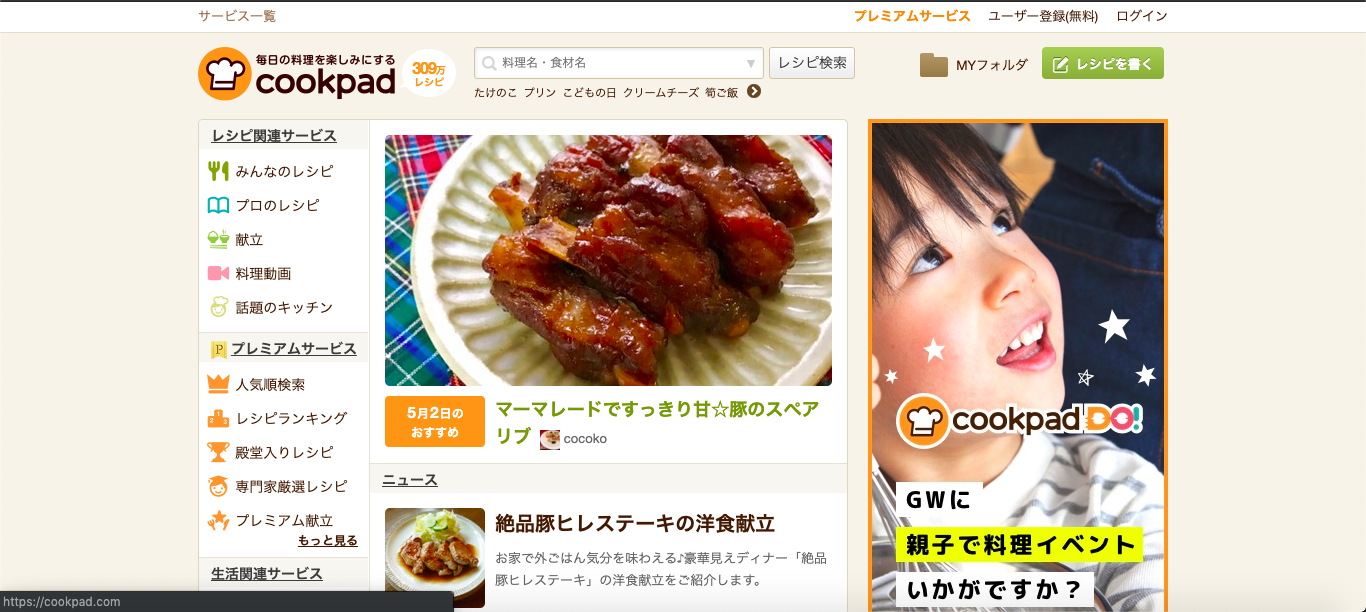 サービス一覧
プレミアムサービス ユーザー登録(無料) ログイン
毎日の料理を楽しみにする
cookpad
309万
レシピ
料理名・食材名
レシピ検索
たけのこ プリン こどもの日 クリームチーズ 筍ご飯
MYフォルダ
レシピを書く
レシピ関連サービス
みんなのレシピ
プロのレシピ
献立
料理動画
話題のキッチン
P プレミアムサービス
人気順検索
レシピランキング
殿堂入りレシピ
専門家厳選レシピ
プレミアム献立
もっと見る
生活関連サービス
5月2日の
おすすめ
マーマレードですっきり甘☆豚のスペア
リブ cocoko
ニュース
絶品豚ヒレステーキの洋食献立
お家で外ごはん気分を味わえる♪豪華見えディナー「絶品
豚ヒレステーキ」の洋食献立をご紹介します。
cookpad DO!
GWに
親子で料理イベント
いかがですか？
https://cookpad.com